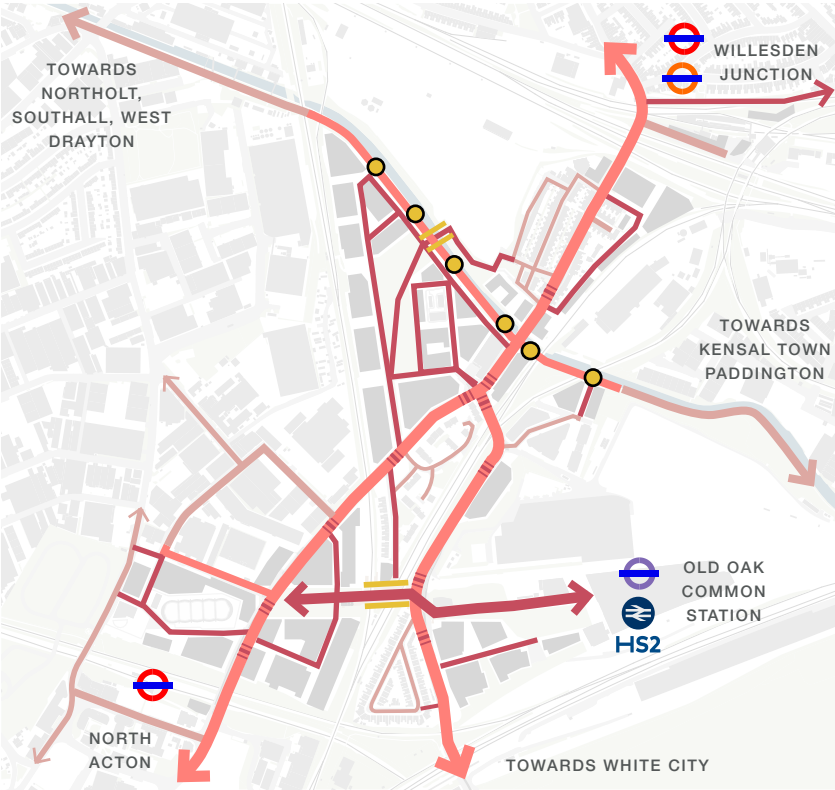 WILLESDEN
JUNCTION
TOWARDS
NORTHOLT,
SOUTHALL, WEST
DRAYTON
TOWARDS
KENSAL TOWN
PADDINGTON
OLD OAK
COMMON
STATION
HS2
NORTH
ACTON
TOWARDS WHITE CITY